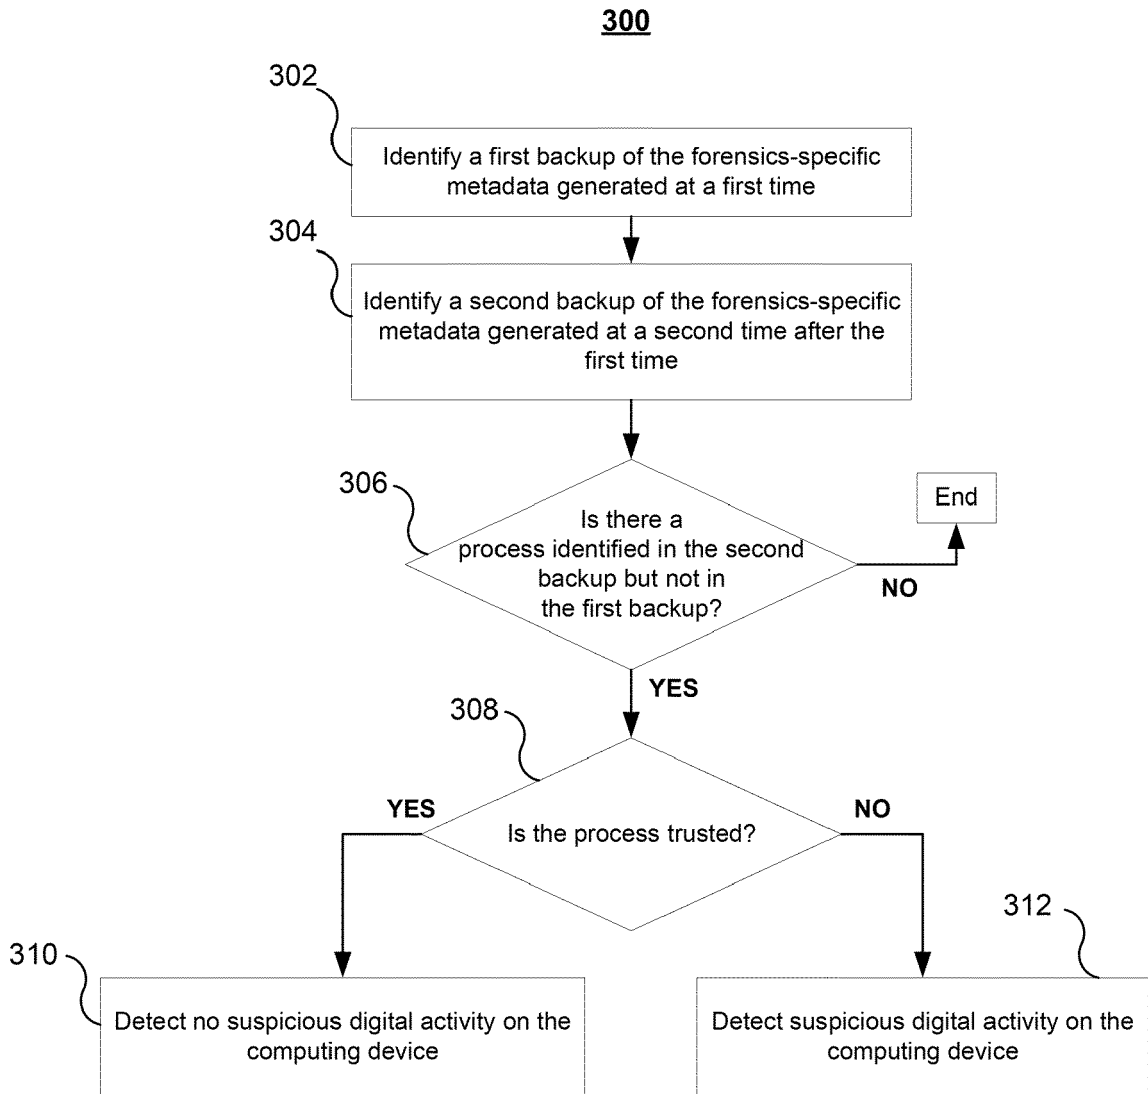 300
302
Identify a first backup of the forensics-specific
metadata generated at a first time
304
Identify a second backup of the forensics-specific
metadata generated at a second time after the
first time
306
Is there a
process identified in the second
backup but not in
the first backup?
End
NO
YES
308
YES
NO
Is the process trusted?
310
312
Detect no suspicious digital activity on the
computing device
Detect suspicious digital activity on the
computing device